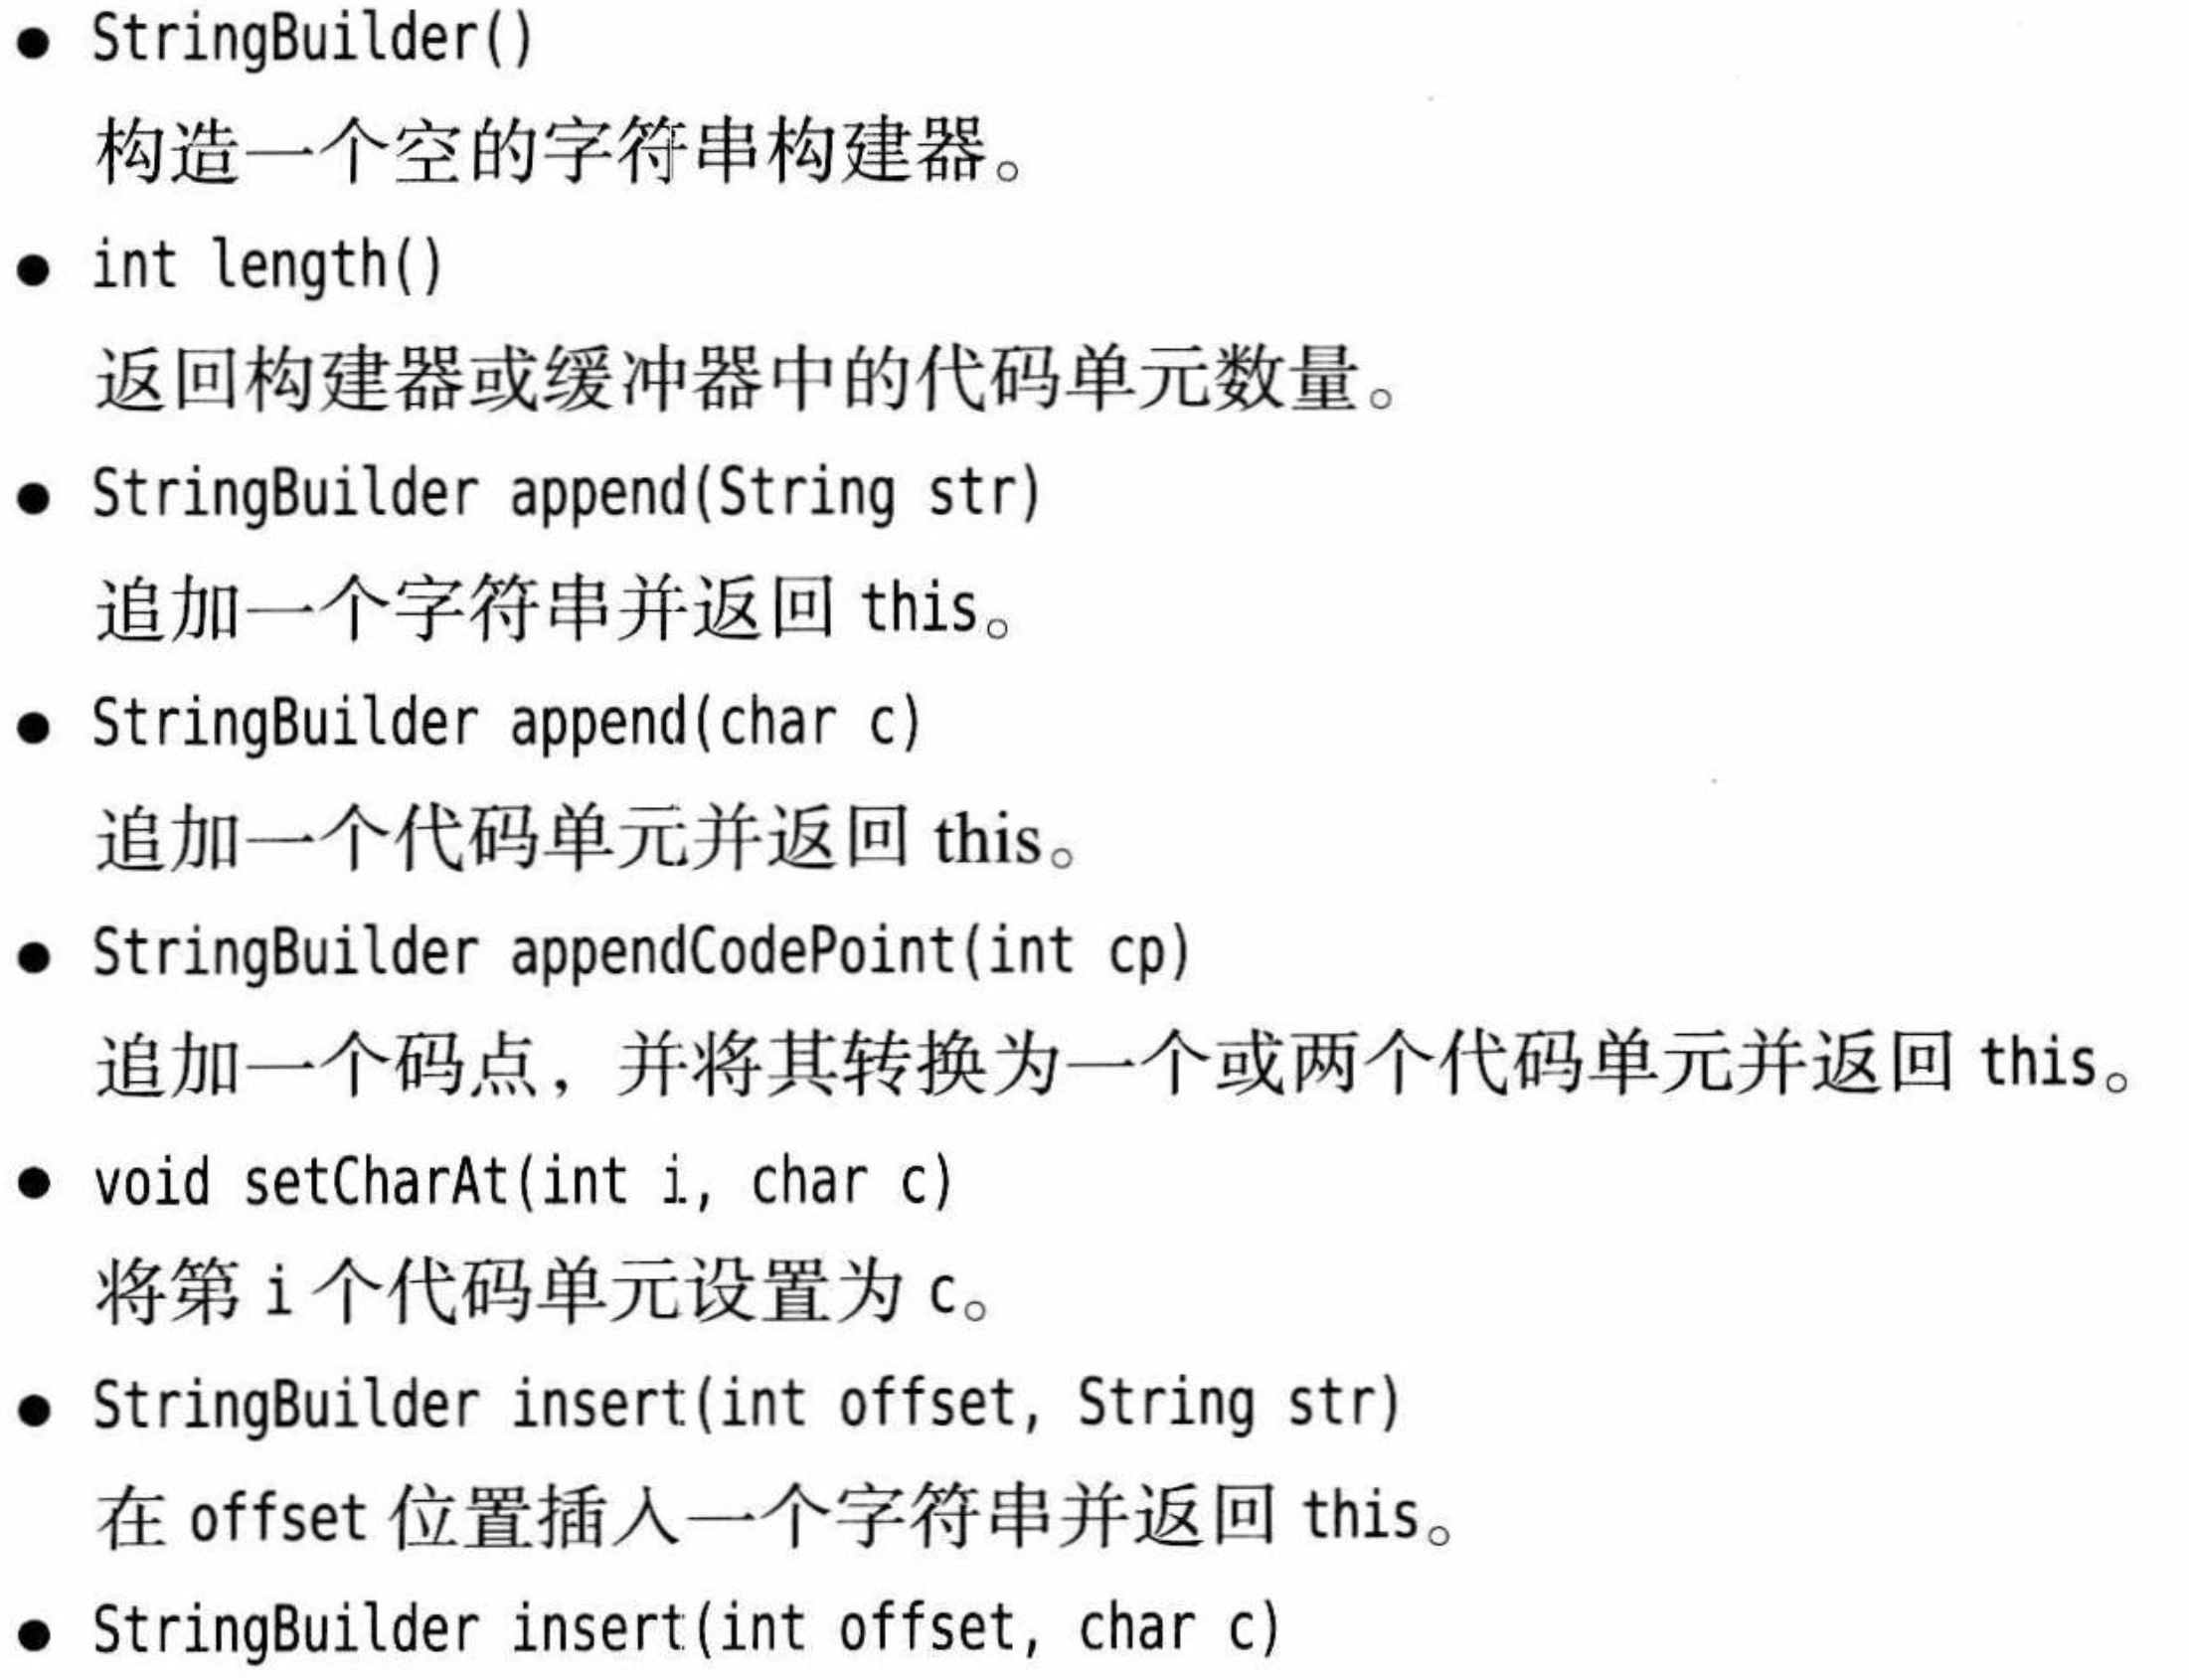 ● StringBuilder()
构造一个空的字符串构建器。
● int length()
返回构建器或缓冲器中的代码单元数量。
● StringBuilder append(String str)
追加一个字符串并返回 this。
● StringBuilder append(char c)
追加一个代码单元并返回 this。
● StringBuilder appendCodePoint(int cp)
追加一个码点，并将其转换为一个或两个代码单元并返回 this。
● void setCharAt(int i, char c)
将第 i 个代码单元设置为 c。
● StringBuilder insert(int offset, String str)
在 offset 位置插入一个字符串并返回 this。
● StringBuilder insert(int offset, char c)